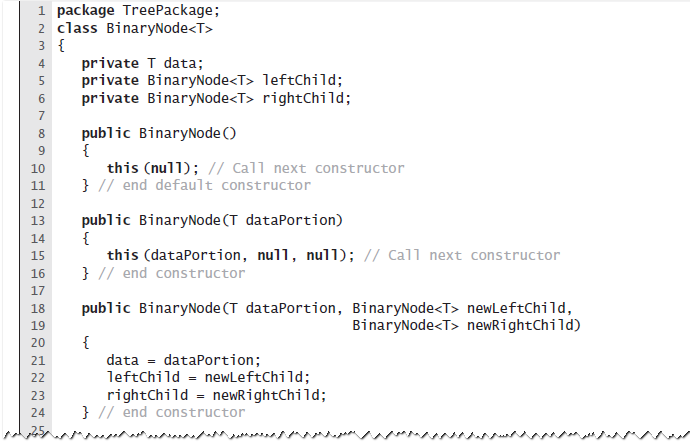 1 package TreePackage;
2 class BinaryNode<T>
3 {
4 private T data;
5 private BinaryNode<T> leftChild;
6 private BinaryNode<T> rightChild;
7
8 public BinaryNode()
9 {
10 this (null); // Call next constructor
11 } // end default constructor
12
13 public BinaryNode(T dataPortion)
14 {
15 this (dataPortion, null, null); // Call next constructor
16 } // end constructor
17
18 public BinaryNode(T dataPortion, BinaryNode<T> newLeftChild,
19 BinaryNode<T> newRightChild)
20 {
21 data = dataPortion;
22 leftChild = newLeftChild;
23 rightChild = newRightChild;
24 } // end constructor
25